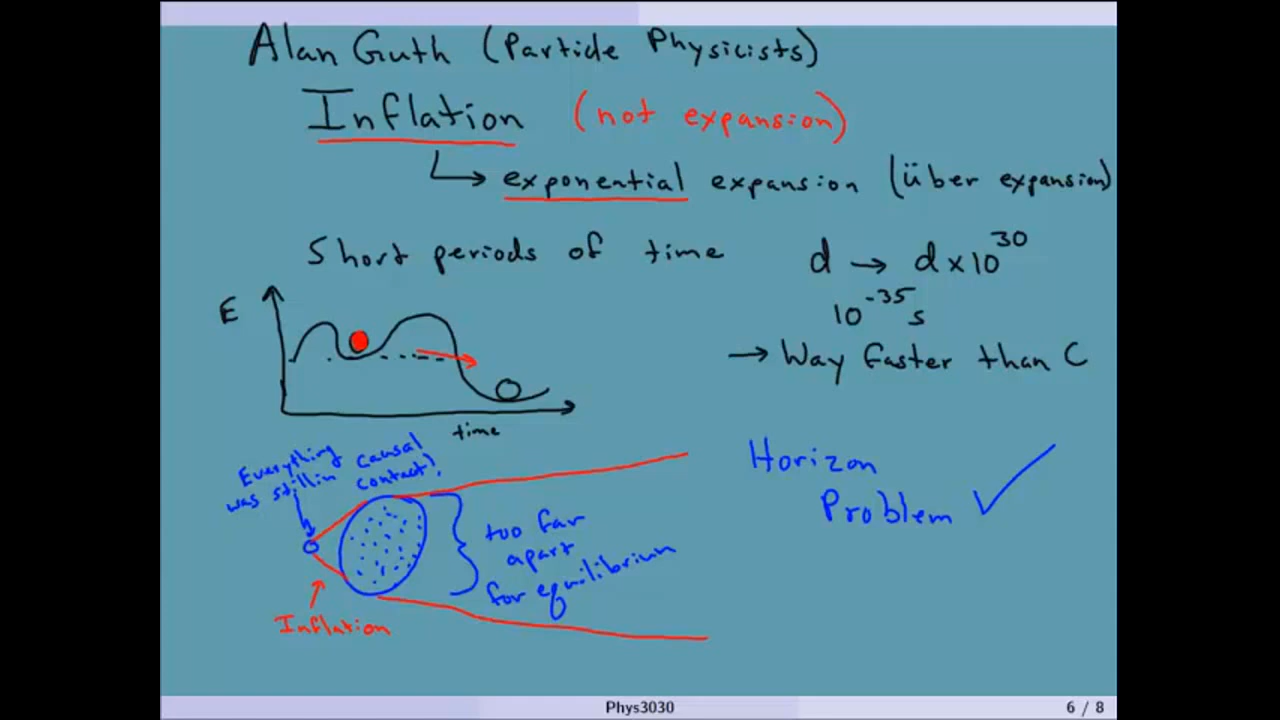 Alan Guth (Particle Physicists)
Inflation (not expansion)
exponential expansion (über expansion)
Short periods of time
d → d x 10³⁰
10⁻³⁵ s
→ Way faster than C
E
time
Everything
was still in causal
contact!
too far
apart
for equilibrium
Inflation
Horizon
Problem ✓
Phys3030
6 / 8